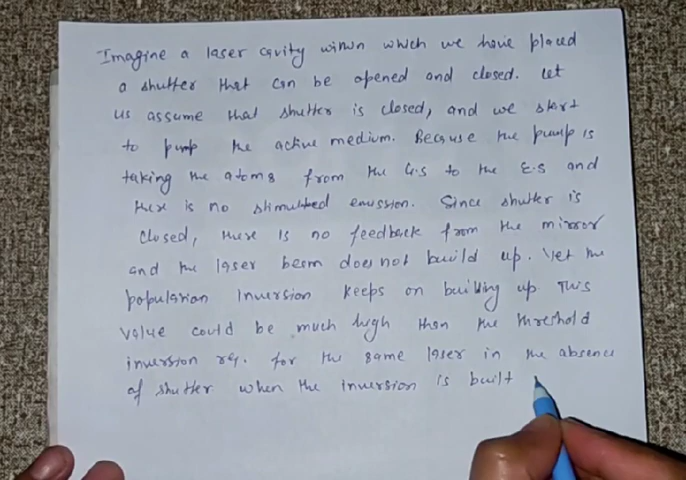 Imagine a laser cavity within which we have placed
a shutter that can be opened and closed. Let
us assume that shutter is closed, and we start
to pump the active medium. Because the pump is
taking the atoms from the G.S to the E.S and
there is no stimulated emission. Since shutter is
closed, there is no feedback from the mirror
and the laser beam does not build up. Yet the
population inversion keeps on building up This
value could be much high then the threshold
inversion rq. for the same laser in the absence
of shutter when the inversion is built